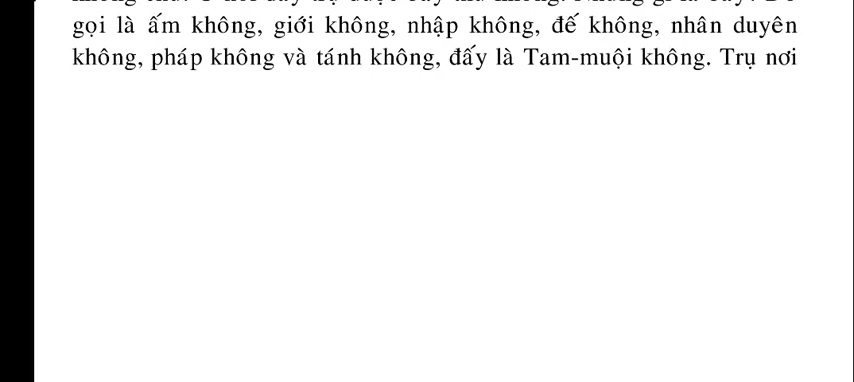 gọi là ấm không, giới không, nhập không, đế không, nhân duyên
không, pháp không và tánh không, đấy là Tam-muội không. Trụ nơi